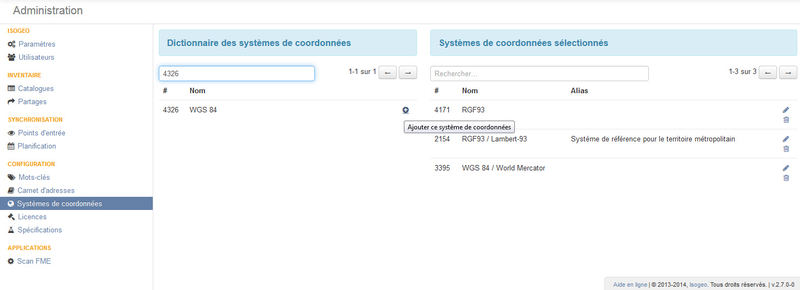 Administration
ISOGEO
Paramètres
Utilisateurs
INVENTAIRE
Catalogues
Partages
SYNCHRONISATION
Points d'entrée
Planification
CONFIGURATION
Mots-clés
Carnet d'adresses
Systèmes de coordonnées
Licences
Spécifications
APPLICATIONS
Scan FME
Dictionnaire des systèmes de coordonnées
4326
1-1 sur 1 ← →
# Nom
4326 WGS 84
Ajouter ce système de coordonnées
Systèmes de coordonnées sélectionnés
Rechercher...
1-3 sur 3 ← →
# Nom Alias
4171 RGF93
2154 RGF93 / Lambert-93 Système de référence pour le territoire métropolitain
3395 WGS 84 / World Mercator
Aide en ligne | © 2013-2014, Isogeo. Tous droits réservés. | v.2.7.0-0